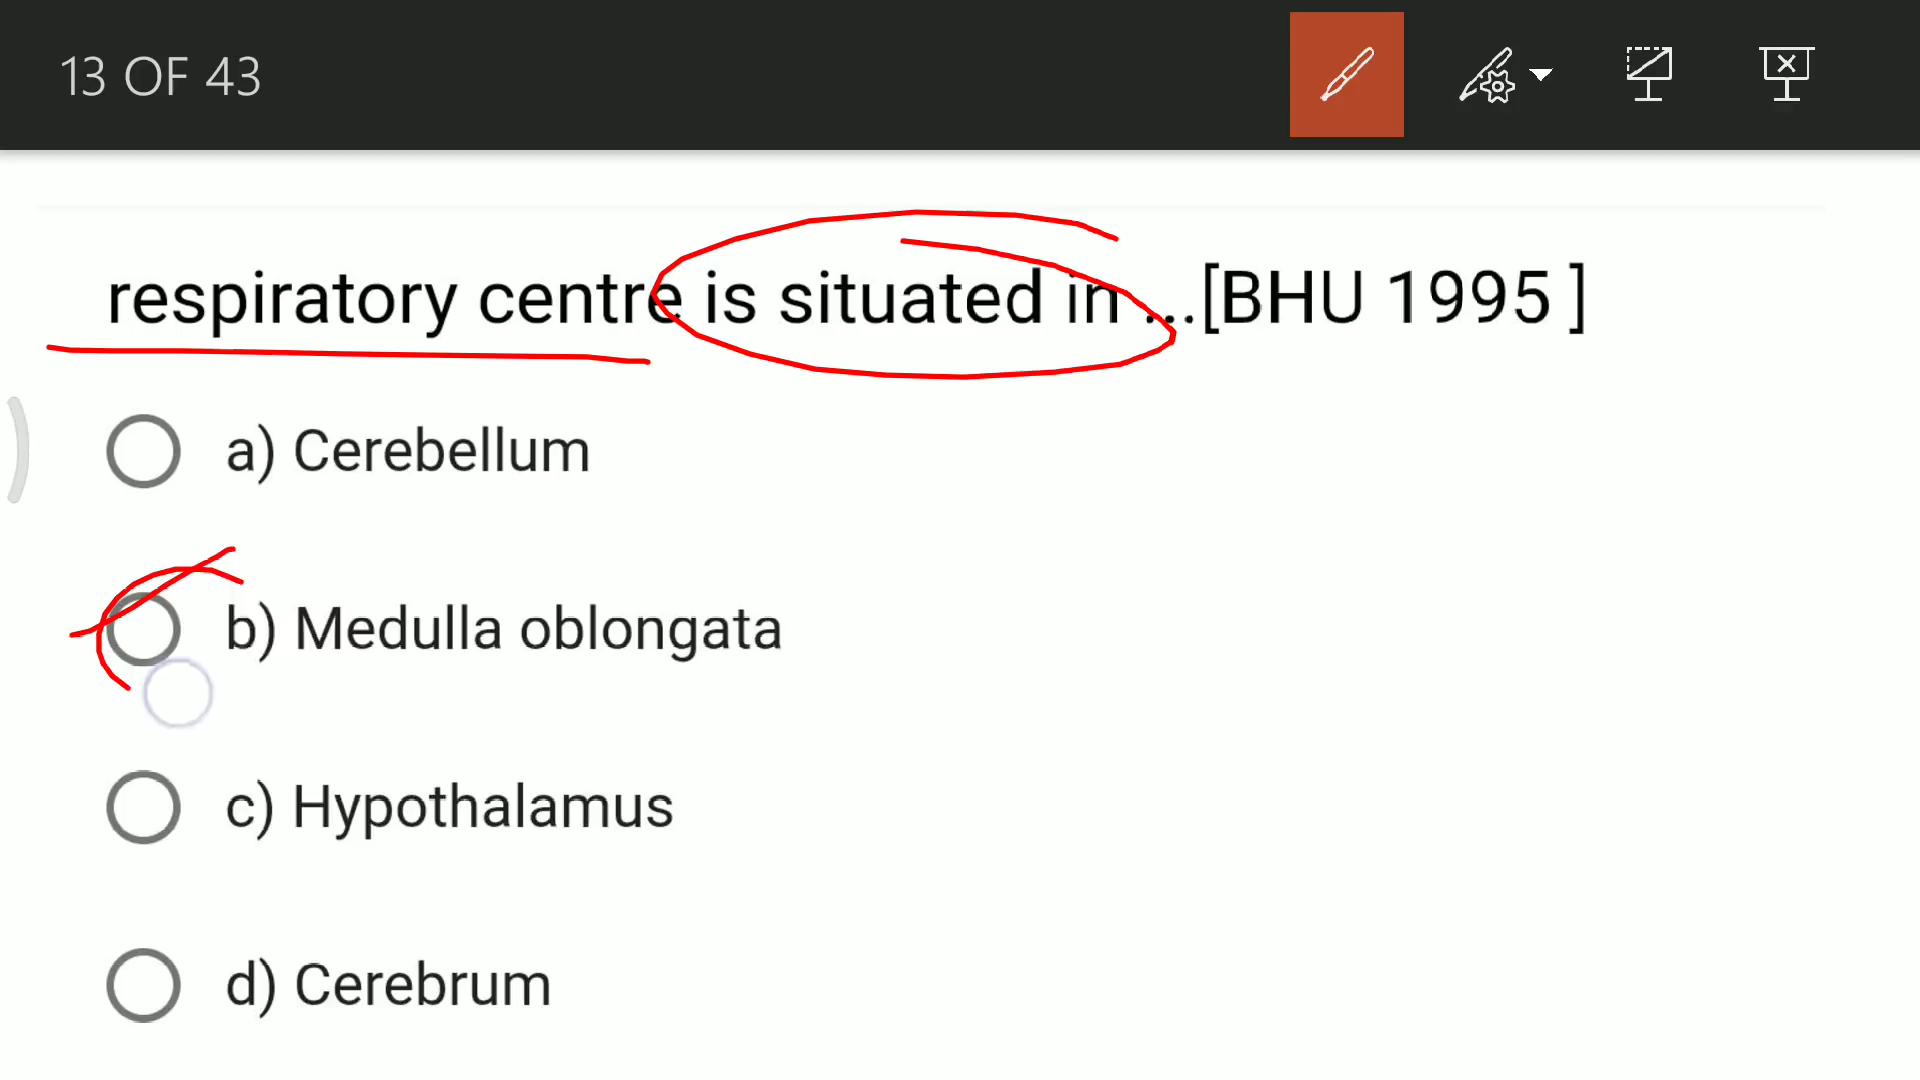 13 OF 43
respiratory centre is situated in ...[BHU 1995 ]
a) Cerebellum
b) Medulla oblongata
c) Hypothalamus
d) Cerebrum